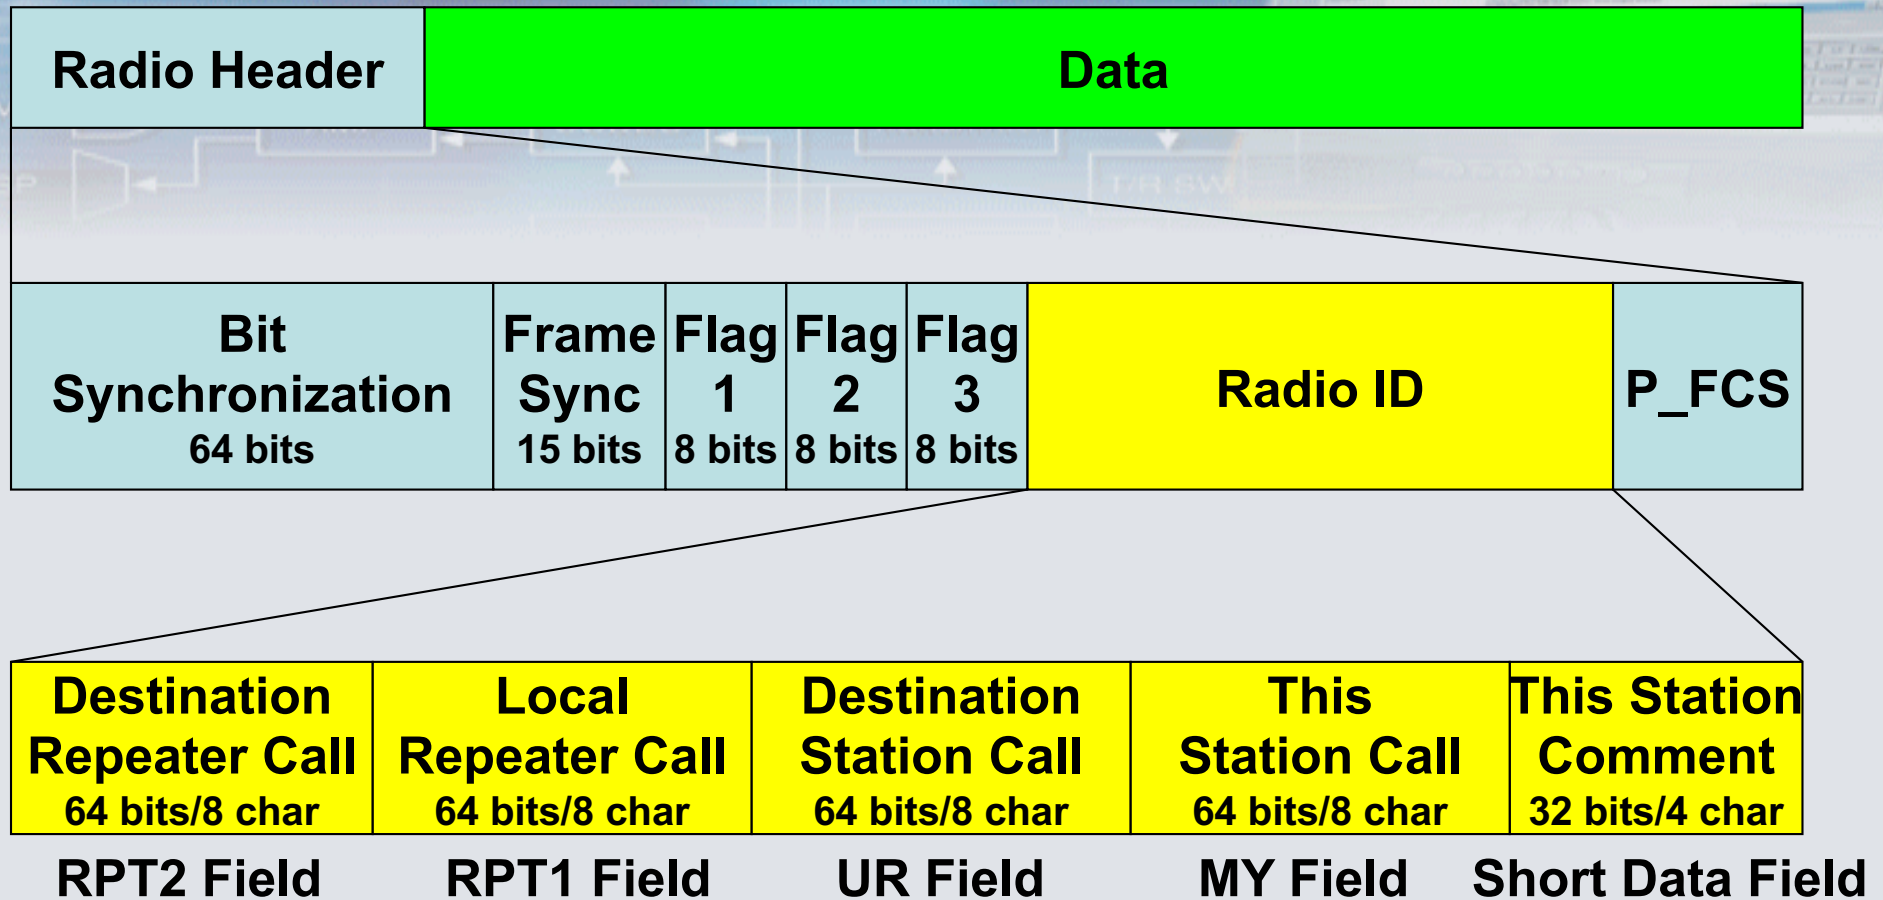 Radio Header
Data
T/R SW
Bit
Synchronization
64 bits
Frame
Sync
15 bits
Flag
1
8 bits
Flag
2
8 bits
Flag
3
8 bits
Radio ID
P_FCS
Destination
Repeater Call
64 bits/8 char
Local
Repeater Call
64 bits/8 char
Destination
Station Call
64 bits/8 char
This
Station Call
64 bits/8 char
This Station
Comment
32 bits/4 char
RPT2 Field
RPT1 Field
UR Field
MY Field
Short Data Field